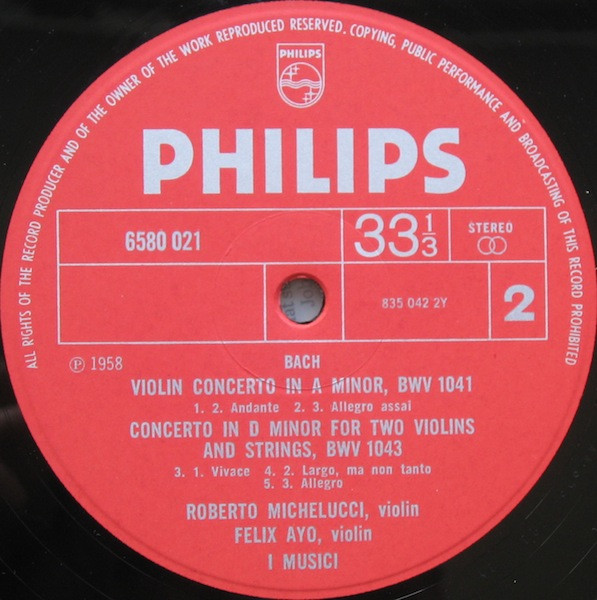 ALL RIGHTS OF THE RECORD PRODUCER AND OF THE OWNER OF THE WORK REPRODUCED RESERVED. COPYING, PUBLIC PERFORMANCE AND BROADCASTING OF THIS RECORD PROHIBITED
PHILIPS
PHILIPS
6580 021
33 1/3
STEREO
835 042 2Y
2
Ⓟ 1958
BACH
VIOLIN CONCERTO IN A MINOR, BWV 1041
1. 2. Andante 2. 3. Allegro assai
CONCERTO IN D MINOR FOR TWO VIOLINS
AND STRINGS, BWV 1043
3. 1. Vivace 4. 2. Largo, ma non tanto
5. 3. Allegro
ROBERTO MICHELUCCI, violin
FELIX AYO, violin
I MUSICI